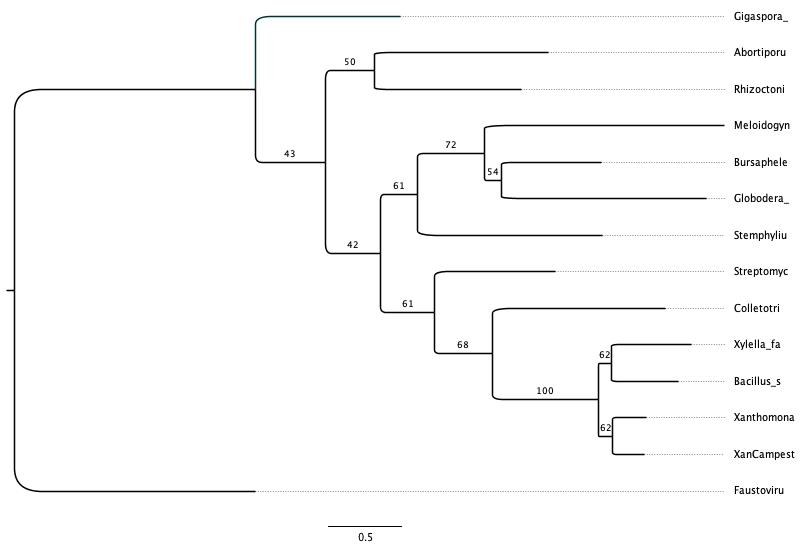 Gigaspora_
Abortiporu
50
Rhizoctoni
Meloidogyn
72
43
Bursaphele
54
61
Globodera_
Stemphyliu
42
Streptomyc
61
Colletotri
68
Xylella_fa
62
Bacillus_s
100
Xanthomona
62
XanCampest
Faustoviru
0.5